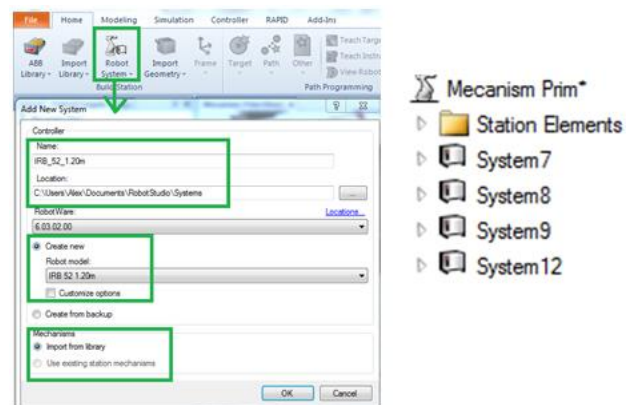 File Home Modeling Simulation Controller RAPID Add-Ins
ABB Library
Import Library
Robot System
Import Geometry
Frame
Target
Path
Other
Teach Targ
Teach Instr
View Robot
Build Station
Path Programming
Add New System
Controller
Name:
IRB_52_1.20m
Location:
C:\Users\Alex\Documents\RobotStudio\Systems
...
RobotWare:
Locations...
6.03.02.00
Create new
Robot model:
IRB 52 1.20m
Customize options
Create from backup
Mechanisms
Import from library
Use existing station mechanisms
OK Cancel
Mecanism Prim*
Station Elements
System7
System8
System9
System12